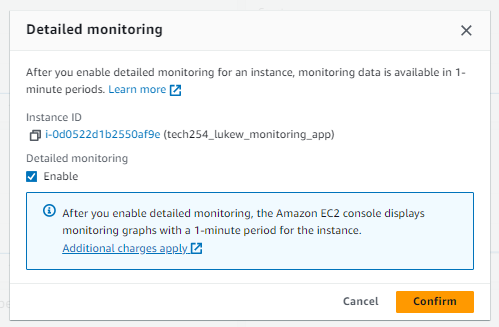 Detailed monitoring
After you enable detailed monitoring for an instance, monitoring data is available in 1-
minute periods. Learn more
Instance ID
i-0d0522d1b2550af9e (tech254_lukew_monitoring_app)
Detailed monitoring
Enable
After you enable detailed monitoring, the Amazon EC2 console displays
monitoring graphs with a 1-minute period for the instance.
Additional charges apply
Cancel Confirm